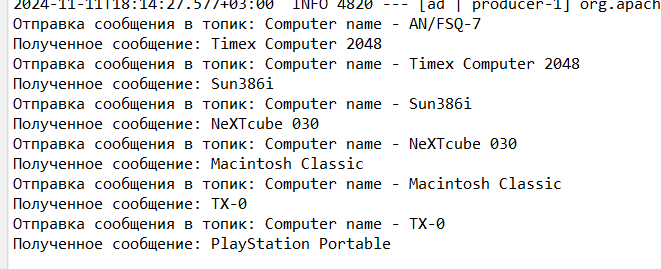 2024-11-11T18:14:27.577+03:00  INFO 4820 --- [ad | producer-1] org.apach
Отправка сообщения в топик: Computer name - AN/FSQ-7
Полученное сообщение: Timex Computer 2048
Отправка сообщения в топик: Computer name - Timex Computer 2048
Полученное сообщение: Sun386i
Отправка сообщения в топик: Computer name - Sun386i
Полученное сообщение: NeXTcube 030
Отправка сообщения в топик: Computer name - NeXTcube 030
Полученное сообщение: Macintosh Classic
Отправка сообщения в топик: Computer name - Macintosh Classic
Полученное сообщение: TX-0
Отправка сообщения в топик: Computer name - TX-0
Полученное сообщение: PlayStation Portable